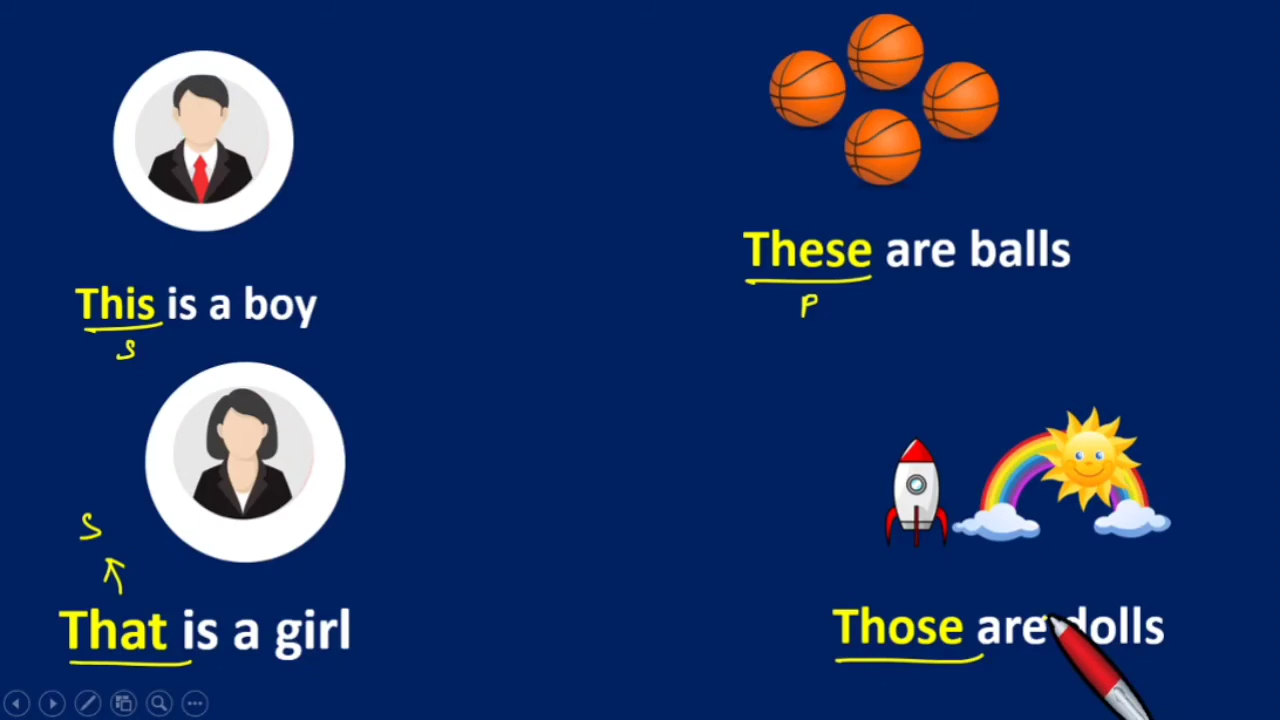 This is a boy
S
S
That is a girl
These are balls
P
Those are dolls